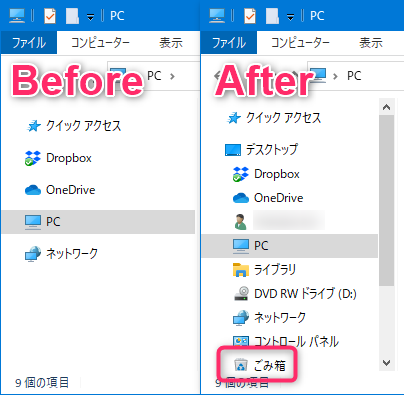 PC
ファイル コンピューター 表示
Before
PC
クイック アクセス
Dropbox
OneDrive
PC
ネットワーク
9 個の項目
PC
ファイル コンピューター 表示
After
PC
クイック アクセス
デスクトップ
Dropbox
OneDrive
PC
ライブラリ
DVD RW ドライブ (D:)
ネットワーク
コントロール パネル
ごみ箱
9 個の項目